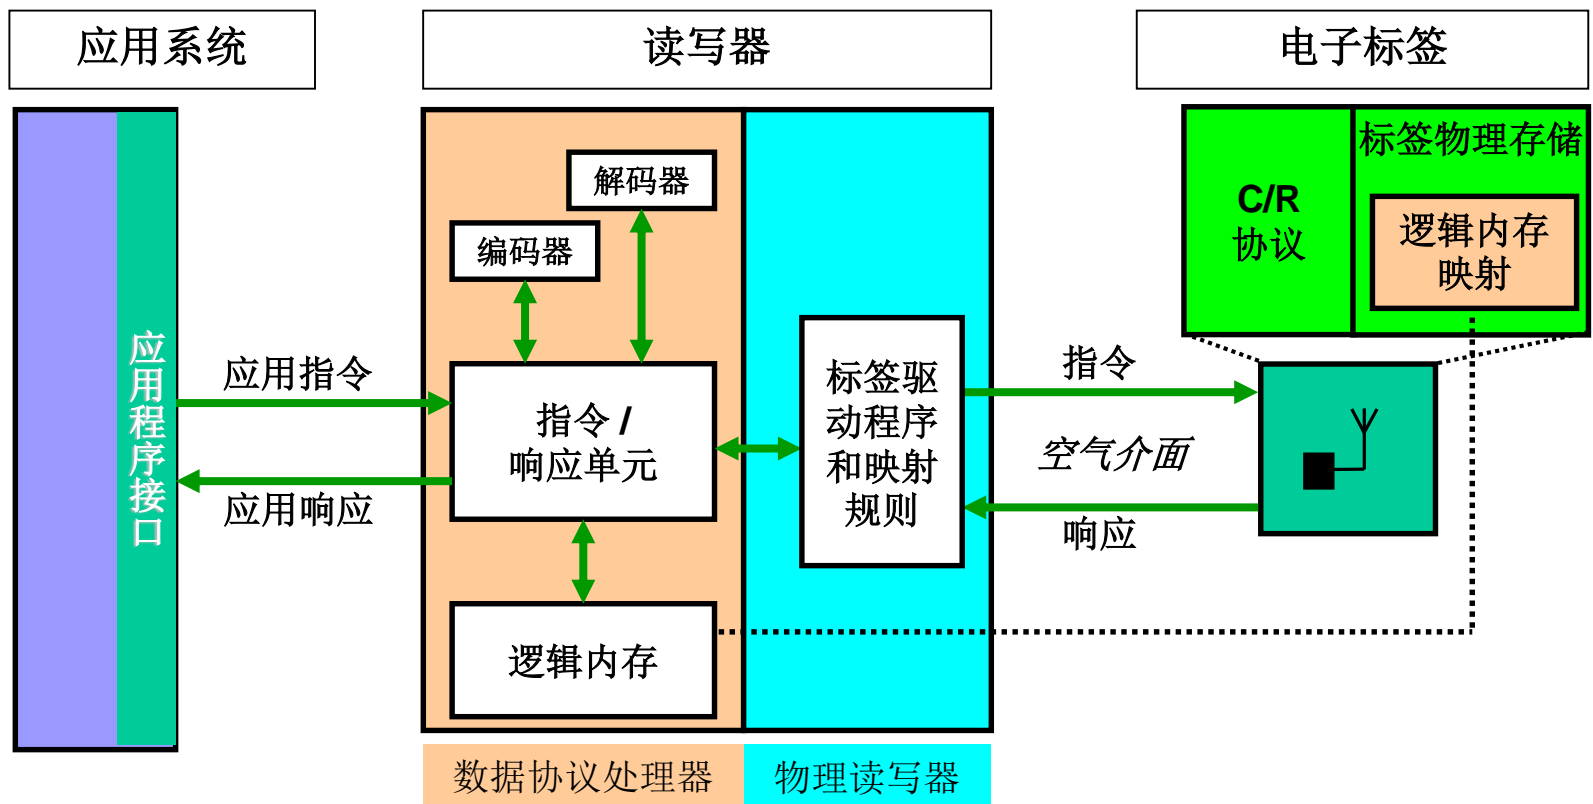 应用系统
读写器
电子标签
应用程序接口
应用指令
应用响应
解码器
编码器
指令 /
响应单元
逻辑内存
标签驱
动程序
和映射
规则
指令
空气介面
响应
C/R
协议
标签物理存储
逻辑内存
映射
数据协议处理器
物理读写器